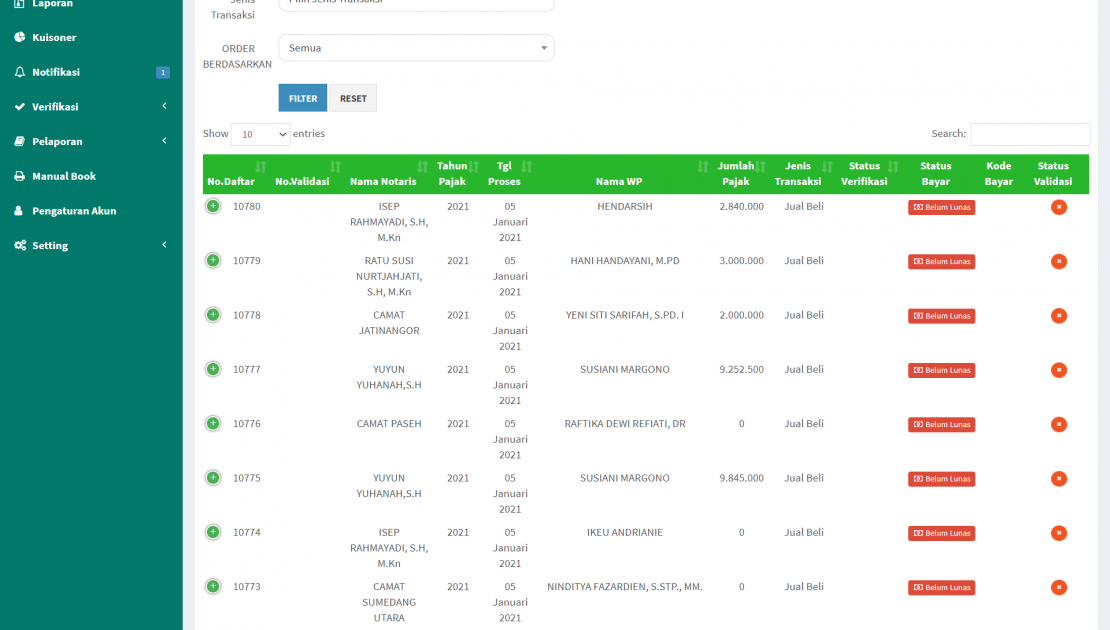 Laporan
Kuisoner
Notifikasi 1
Verifikasi
Pelaporan
Manual Book
Pengaturan Akun
Setting
Jenis
Transaksi
Pilih Jenis Transaksi
ORDER
BERDASARKAN
Semua
FILTER RESET
Show 10 entries
Search:
No.Daftar No.Validasi Nama Notaris Tahun Pajak Tgl Proses Nama WP Jumlah Pajak Jenis Transaksi Status Verifikasi Status Bayar Kode Bayar Status Validasi
10780 ISEP RAHMAYADI, S.H, M.Kn 2021 05 Januari 2021 HENDARSIH 2.840.000 Jual Beli Belum Lunas
10779 RATU SUSI NURTJAHJATI, S.H, M.Kn 2021 05 Januari 2021 HANI HANDAYANI, M.PD 3.000.000 Jual Beli Belum Lunas
10778 CAMAT JATINANGOR 2021 05 Januari 2021 YENI SITI SARIFAH, S.PD. I 2.000.000 Jual Beli Belum Lunas
10777 YUYUN YUHANAH,S.H 2021 05 Januari 2021 SUSIANI MARGONO 9.252.500 Jual Beli Belum Lunas
10776 CAMAT PASEH 2021 05 Januari 2021 RAFTIKA DEWI REFIATI, DR 0 Jual Beli Belum Lunas
10775 YUYUN YUHANAH,S.H 2021 05 Januari 2021 SUSIANI MARGONO 9.845.000 Jual Beli Belum Lunas
10774 ISEP RAHMAYADI, S.H, M.Kn 2021 05 Januari 2021 IKEU ANDRIANIE 0 Jual Beli Belum Lunas
10773 CAMAT SUMEDANG UTARA 2021 05 Januari 2021 NINDITYA FAZARDIEN, S.STP., MM. 0 Jual Beli Belum Lunas